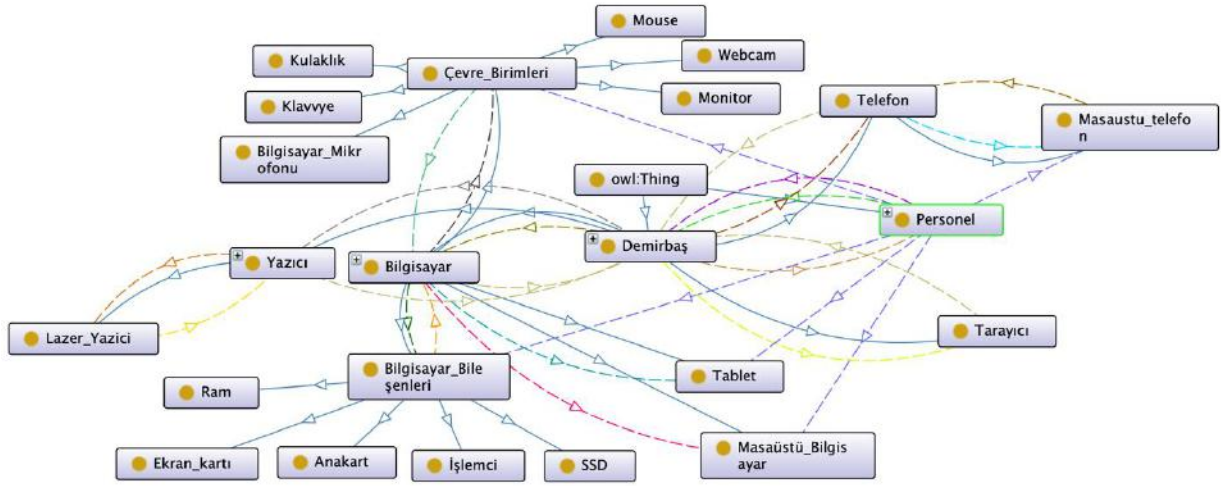 Mouse
Kulaklık
Çevre_Birimleri
Webcam
Klavvye
Monitor
Telefon
Bilgisayar_Mikr
ofonu
Masaustu_telefo
n
owl:Thing
Personel
Yazıcı
Bilgisayar
Demirbaş
Lazer_Yazici
Tarayıcı
Bilgisayar_Bile
şenleri
Tablet
Ram
Ekran_kartı
Anakart
İşlemci
SSD
Masaüstü_Bilgis
ayar